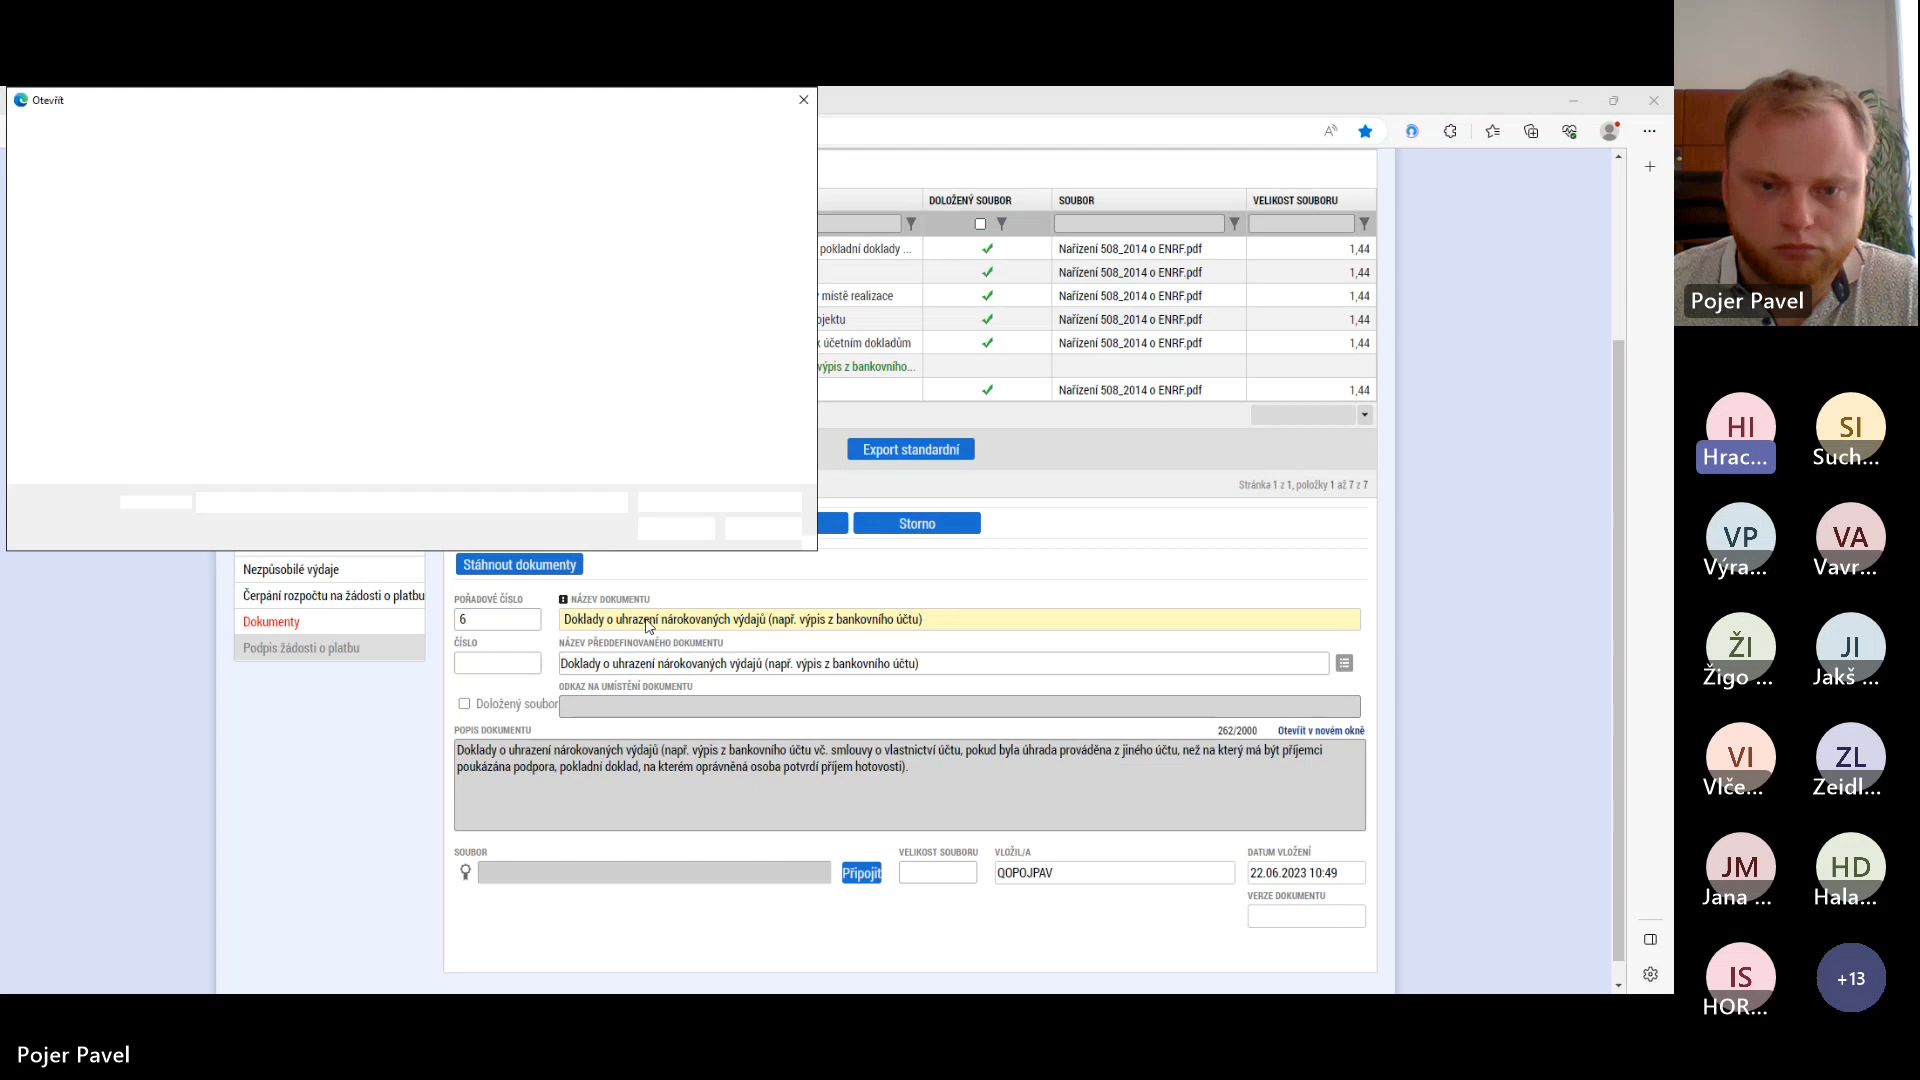 Otevřít
DOLOŽENÝ SOUBOR SOUBOR VELIKOST SOUBORU
pokladní doklady ... Nařízení 508_2014 o ENRF.pdf 1,44
Nařízení 508_2014 o ENRF.pdf 1,44
místě realizace Nařízení 508_2014 o ENRF.pdf 1,44
ojektu Nařízení 508_2014 o ENRF.pdf 1,44
k účetním dokladům Nařízení 508_2014 o ENRF.pdf 1,44
výpis z bankovního...
Nařízení 508_2014 o ENRF.pdf 1,44
Export standardní
Stránka 1 z 1, položky 1 až 7 z 7
Storno
Stáhnout dokumenty
Nezpůsobilé výdaje
Čerpání rozpočtu na žádosti o platbu
Dokumenty
Podpis žádosti o platbu
POŘADOVÉ ČÍSLO NÁZEV DOKUMENTU
6 Doklady o uhrazení nárokovaných výdajů (např. výpis z bankovního účtu)
ČÍSLO NÁZEV PŘEDDEFINOVANÉHO DOKUMENTU
Doklady o uhrazení nárokovaných výdajů (např. výpis z bankovního účtu)
ODKAZ NA UMÍSTĚNÍ DOKUMENTU
Doložený soubor
POPIS DOKUMENTU 262/2000 Otevřít v novém okně
Doklady o uhrazení nárokovaných výdajů (např. výpis z bankovního účtu vč. smlouvy o vlastnictví účtu, pokud byla úhrada prováděna z jiného účtu, než na který má být příjemci
poukázána podpora, pokladní doklad, na kterém oprávněná osoba potvrdí příjem hotovosti).
SOUBOR VELIKOST SOUBORU VLOŽIL/A DATUM VLOŽENÍ
Připojit QOPOJPAV 22.06.2023 10:49
VERZE DOKUMENTU
Pojer Pavel
HI SI
Hrac... Such...
VP VA
Výra... Vavr...
ŽI JI
Žigo ... Jakš ...
VI ZL
Vlče... Zeidl...
JM HD
Jana ... Hala...
IS +13
HOR...
Pojer Pavel